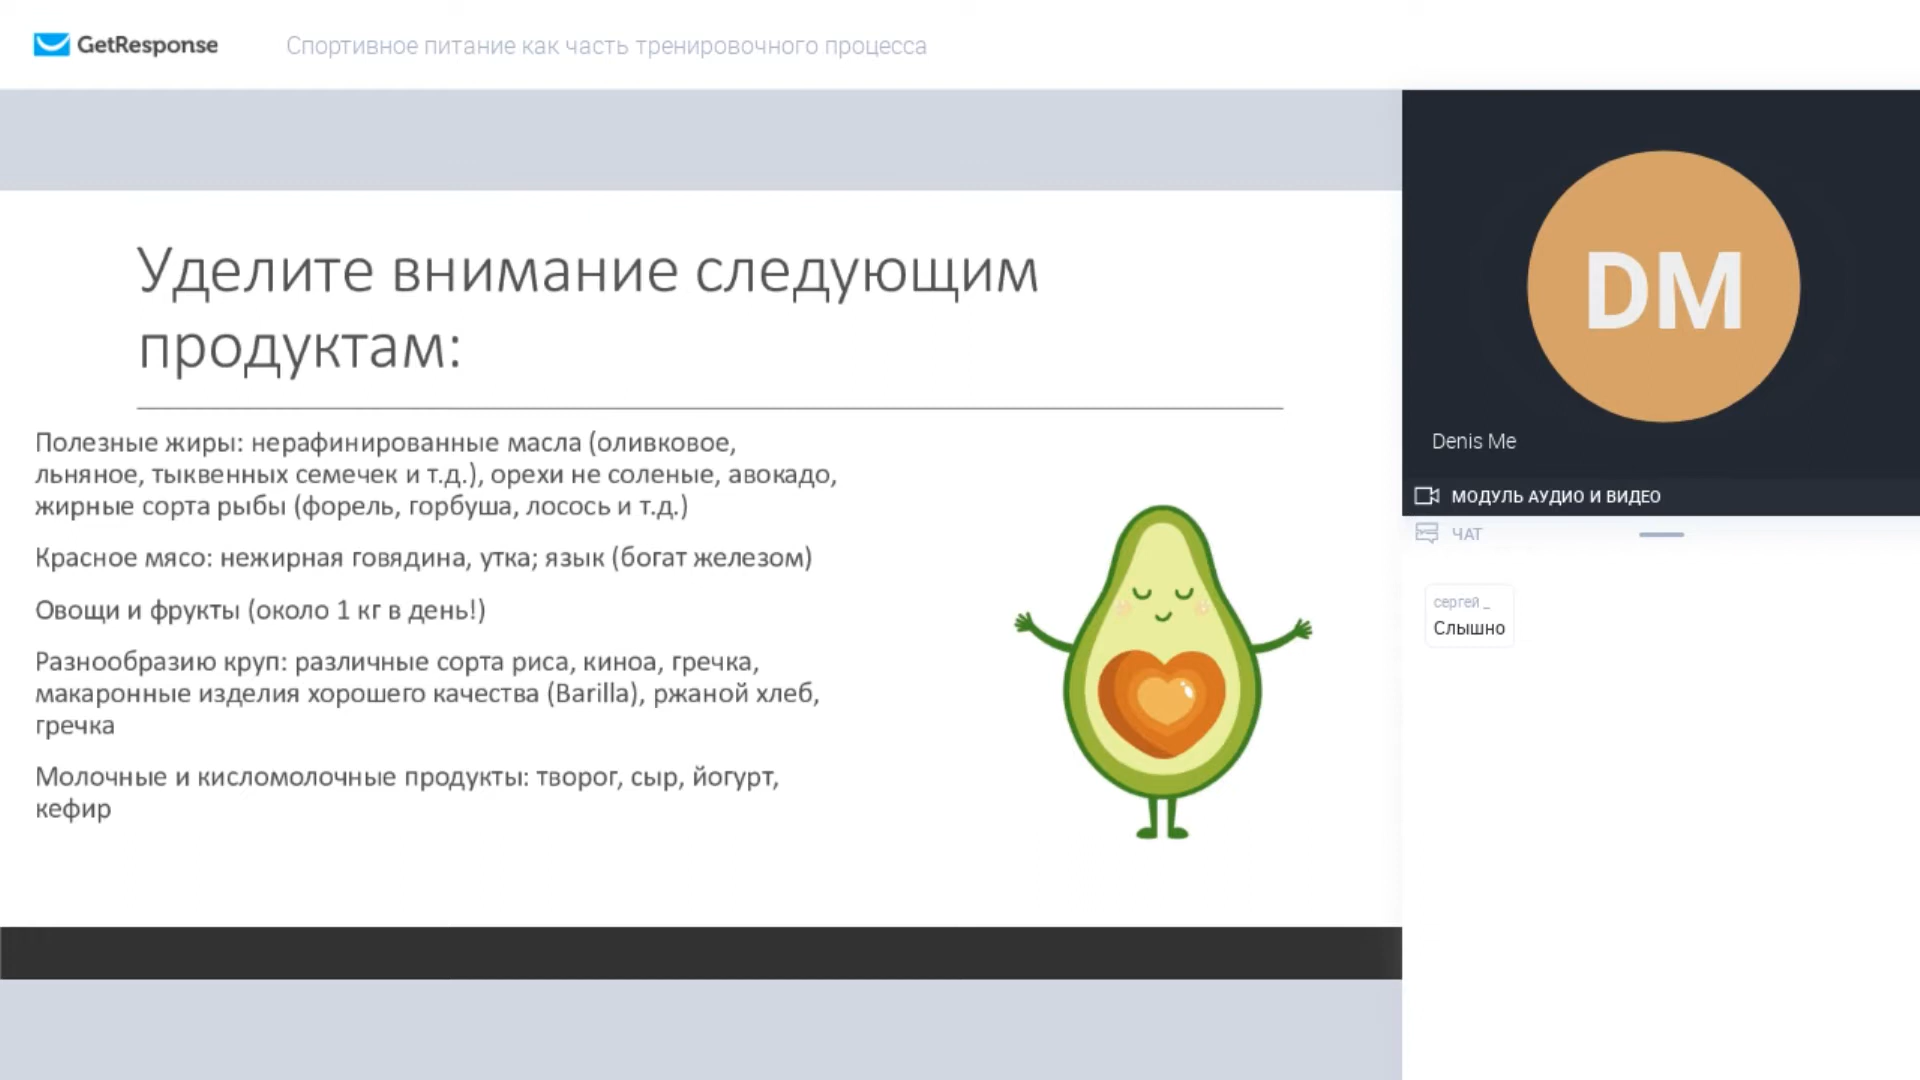 GetResponse
Спортивное питание как часть тренировочного процесса
Уделите внимание следующим
продуктам:
Полезные жиры: нерафинированные масла (оливковое,
льняное, тыквенных семечек и т.д.), орехи не соленые, авокадо,
жирные сорта рыбы (форель, горбуша, лосось и т.д.)
Красное мясо: нежирная говядина, утка; язык (богат железом)
Овощи и фрукты (около 1 кг в день!)
Разнообразию круп: различные сорта риса, киноа, гречка,
макаронные изделия хорошего качества (Barilla), ржаной хлеб,
гречка
Молочные и кисломолочные продукты: творог, сыр, йогурт,
кефир
DM
Denis Me
МОДУЛЬ АУДИО И ВИДЕО
ЧАТ
сергей _
Слышно